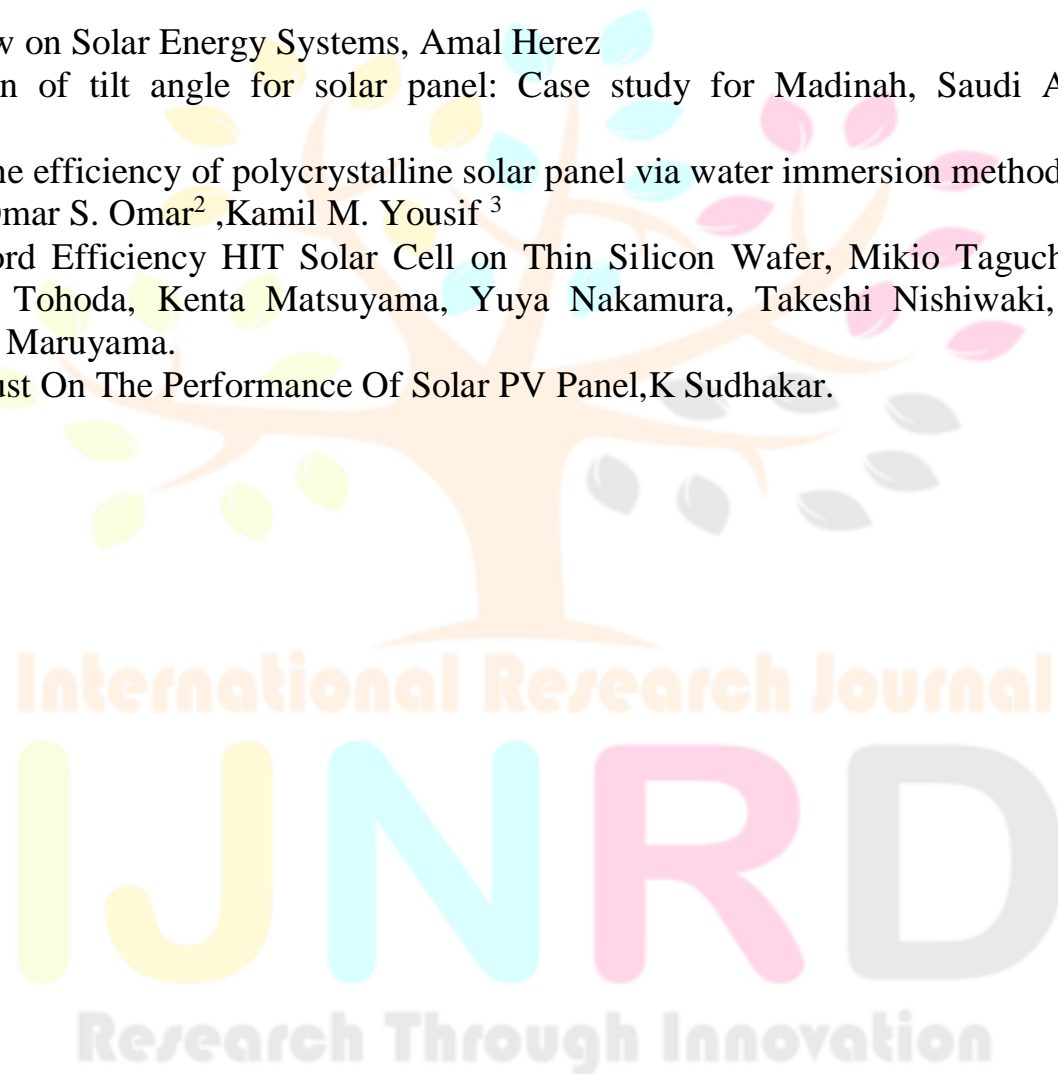 w on Solar Energy Systems, Amal Herez
n of tilt angle for solar panel: Case study for Madinah, Saudi A
he efficiency of polycrystalline solar panel via water immersion method
Omar S. Omar² ,Kamil M. Yousif ³
ord Efficiency HIT Solar Cell on Thin Silicon Wafer, Mikio Taguch
Tohoda, Kenta Matsuyama, Yuya Nakamura, Takeshi Nishiwaki,
Maruyama.
ust On The Performance Of Solar PV Panel,K Sudhakar.
International Research Journal
IJNRD
Research Through Innovation